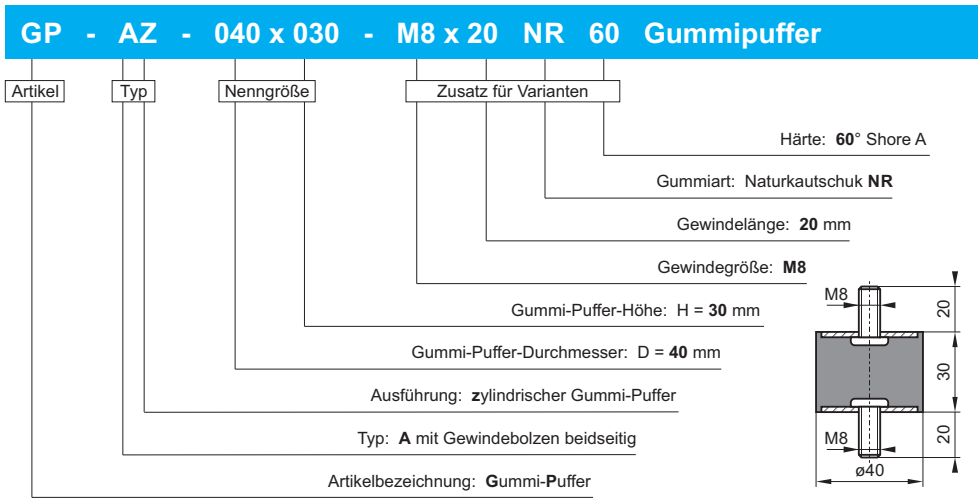 GP - AZ - 040 x 030 - M8 x 20 NR 60 Gummipuffer
Artikel Typ Nenngröße Zusatz für Varianten
Härte: 60° Shore A
Gummiart: Naturkautschuk NR
Gewindelänge: 20 mm
Gewindegröße: M8
Gummi-Puffer-Höhe: H = 30 mm
Gummi-Puffer-Durchmesser: D = 40 mm
Ausführung: zylindrischer Gummi-Puffer
Typ: A mit Gewindebolzen beidseitig
Artikelbezeichnung: Gummi-Puffer
M8
20
30
M8
20
ø40